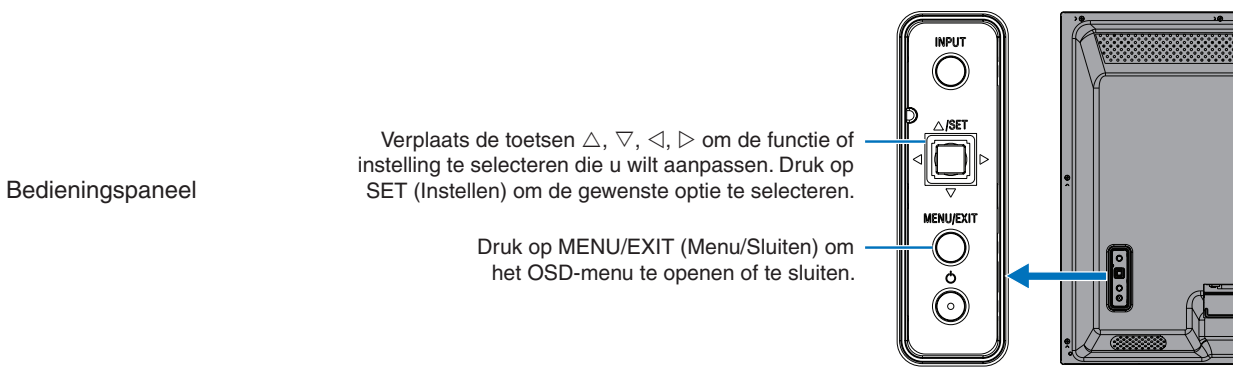 Bedieningspaneel
Verplaats de toetsen △, ▽, ◁, ▷ om de functie of
instelling te selecteren die u wilt aanpassen. Druk op
SET (Instellen) om de gewenste optie te selecteren.
Druk op MENU/EXIT (Menu/Sluiten) om
het OSD-menu te openen of te sluiten.
INPUT
△/SET
◁ ▷
▽
MENU/EXIT